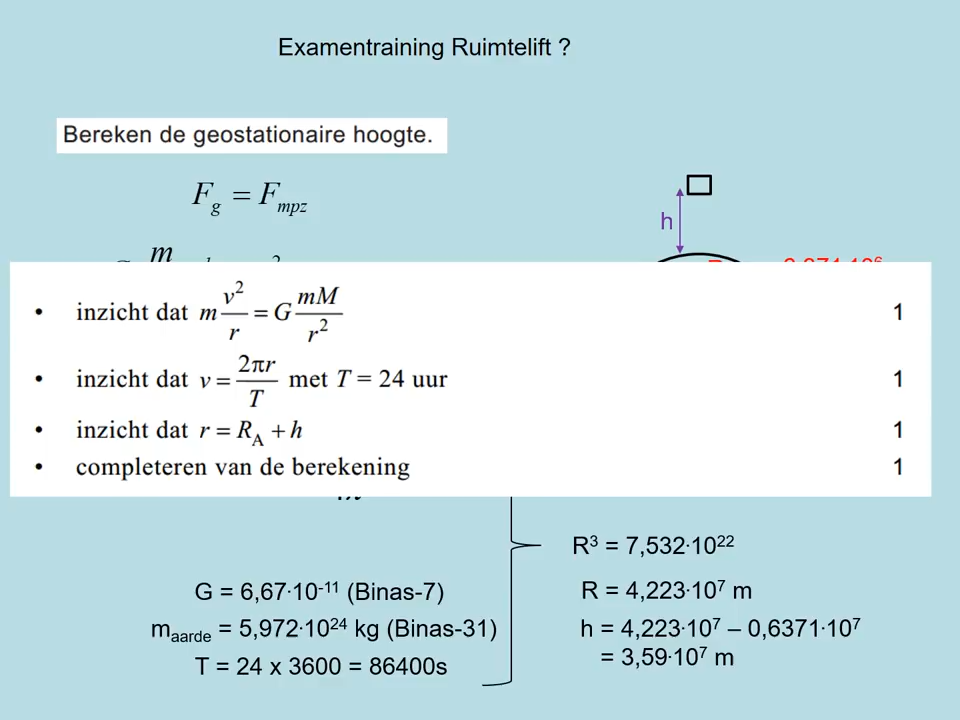 Examentraining Ruimtelift ?
Bereken de geostationaire hoogte.
F_g = F_mpz
h
• inzicht dat m v²/r = G mM/r² 1
• inzicht dat v = 2πr/T met T = 24 uur 1
• inzicht dat r = R_A + h 1
• completeren van de berekening 1
R³ = 7,532·10²²
G = 6,67·10⁻¹¹ (Binas-7)
R = 4,223·10⁷ m
m_aarde = 5,972·10²⁴ kg (Binas-31)
h = 4,223·10⁷ – 0,6371·10⁷
= 3,59·10⁷ m
T = 24 x 3600 = 86400s